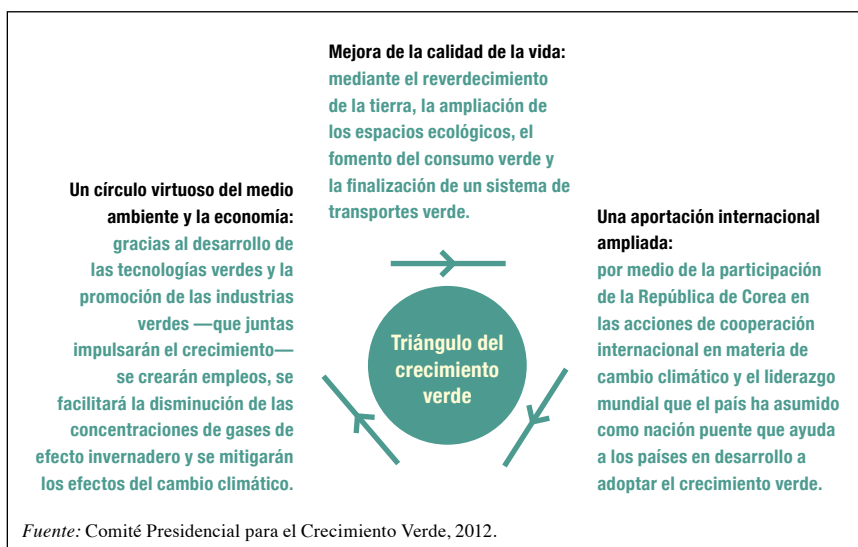 Mejora de la calidad de la vida:
mediante el reverdecimiento
de la tierra, la ampliación de
los espacios ecológicos, el
fomento del consumo verde y
la finalización de un sistema de
transportes verde.
Un círculo virtuoso del medio
ambiente y la economía:
gracias al desarrollo de
las tecnologías verdes y la
promoción de las industrias
verdes —que juntas
impulsarán el crecimiento—
se crearán empleos, se
facilitará la disminución de las
concentraciones de gases de
efecto invernadero y se mitigarán
los efectos del cambio climático.
Triángulo del
crecimiento
verde
Una aportación internacional
ampliada:
por medio de la participación
de la República de Corea en
las acciones de cooperación
internacional en materia de
cambio climático y el liderazgo
mundial que el país ha asumido
como nación puente que ayuda
a los países en desarrollo a
adoptar el crecimiento verde.
Fuente: Comité Presidencial para el Crecimiento Verde, 2012.